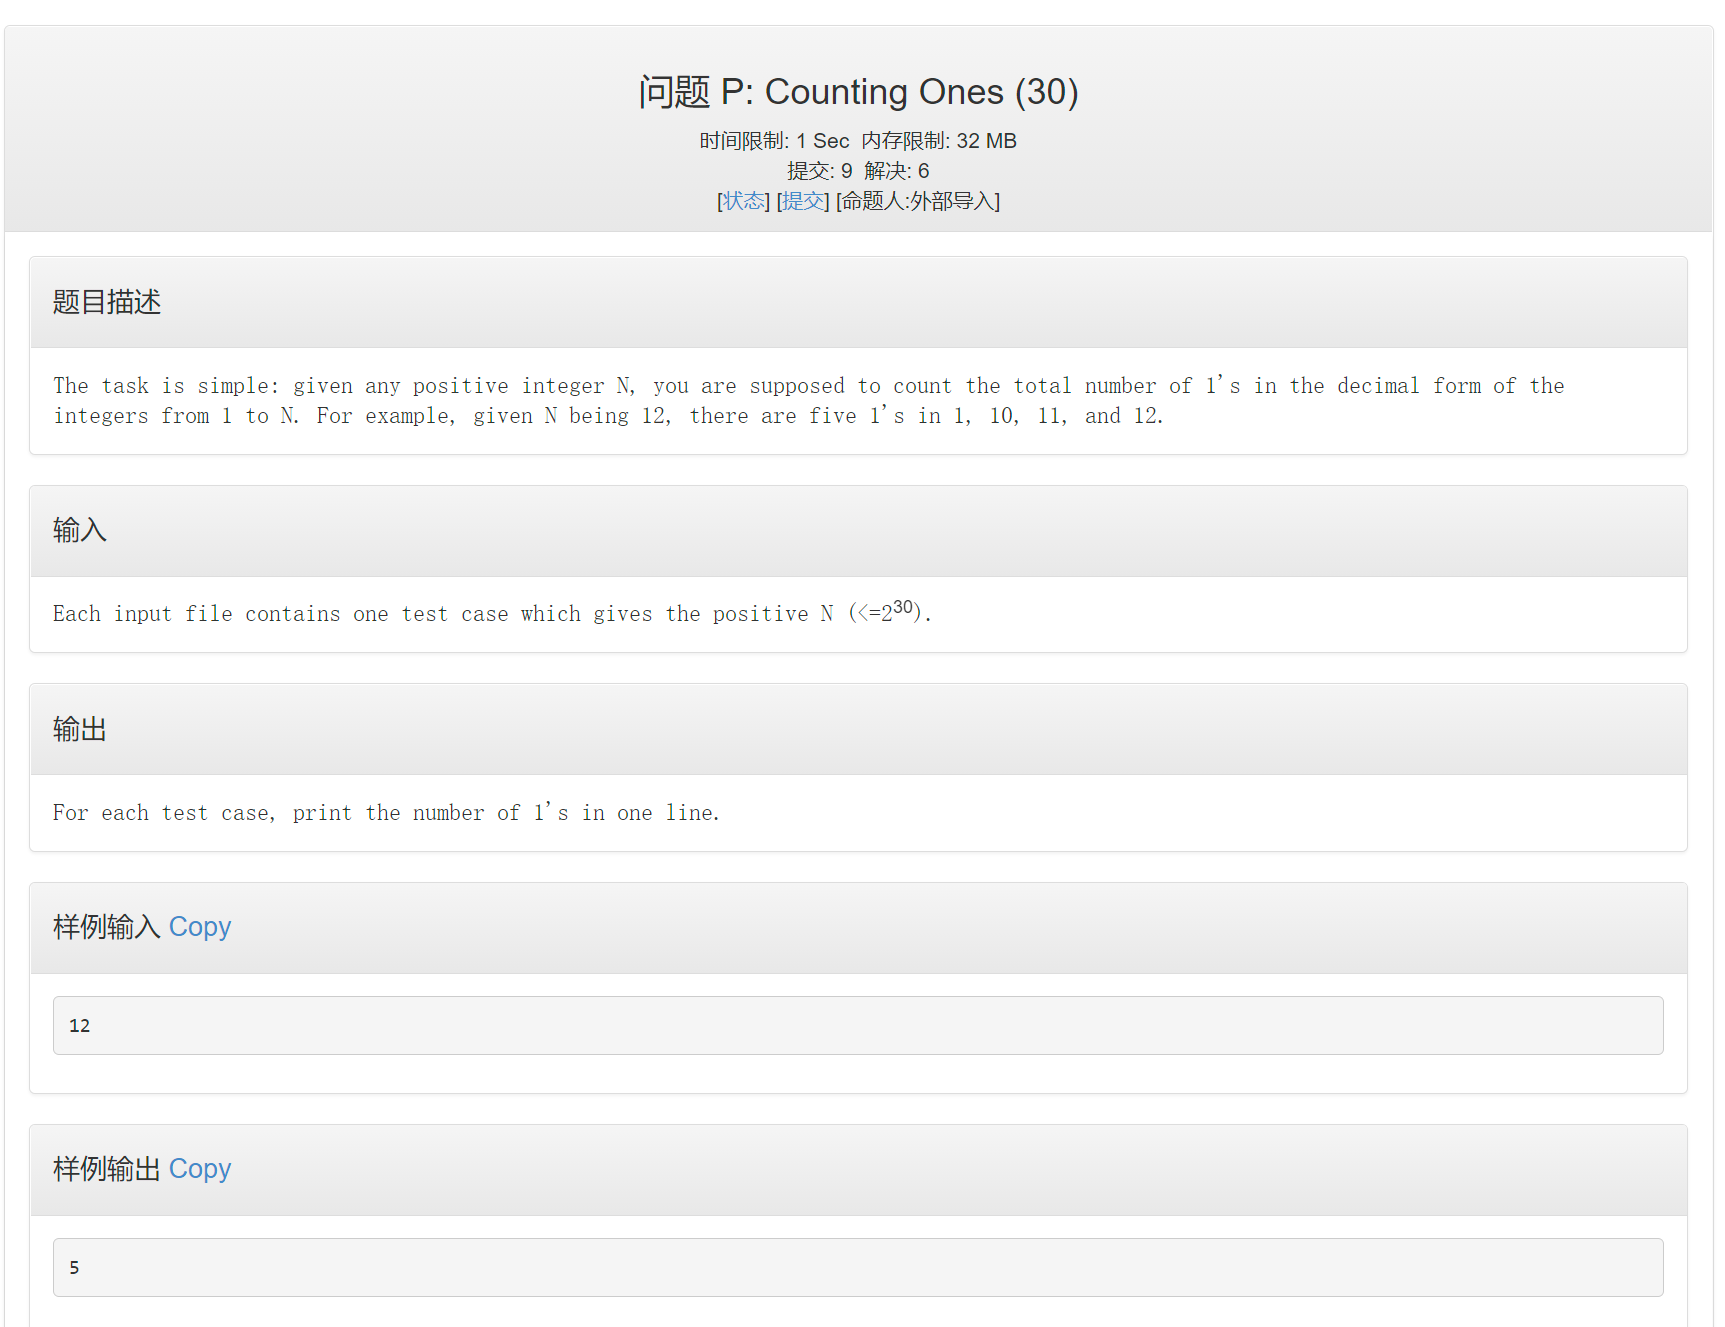 问题 P: Counting Ones (30)
时间限制: 1 Sec 内存限制: 32 MB
提交: 9 解决: 6
[状态] [提交] [命题人:外部导入]
题目描述
The task is simple: given any positive integer N, you are supposed to count the total number of 1's in the decimal form of the
integers from 1 to N. For example, given N being 12, there are five 1's in 1, 10, 11, and 12.
输入
Each input file contains one test case which gives the positive N (<=2³⁰).
输出
For each test case, print the number of 1's in one line.
样例输入 Copy
12
样例输出 Copy
5